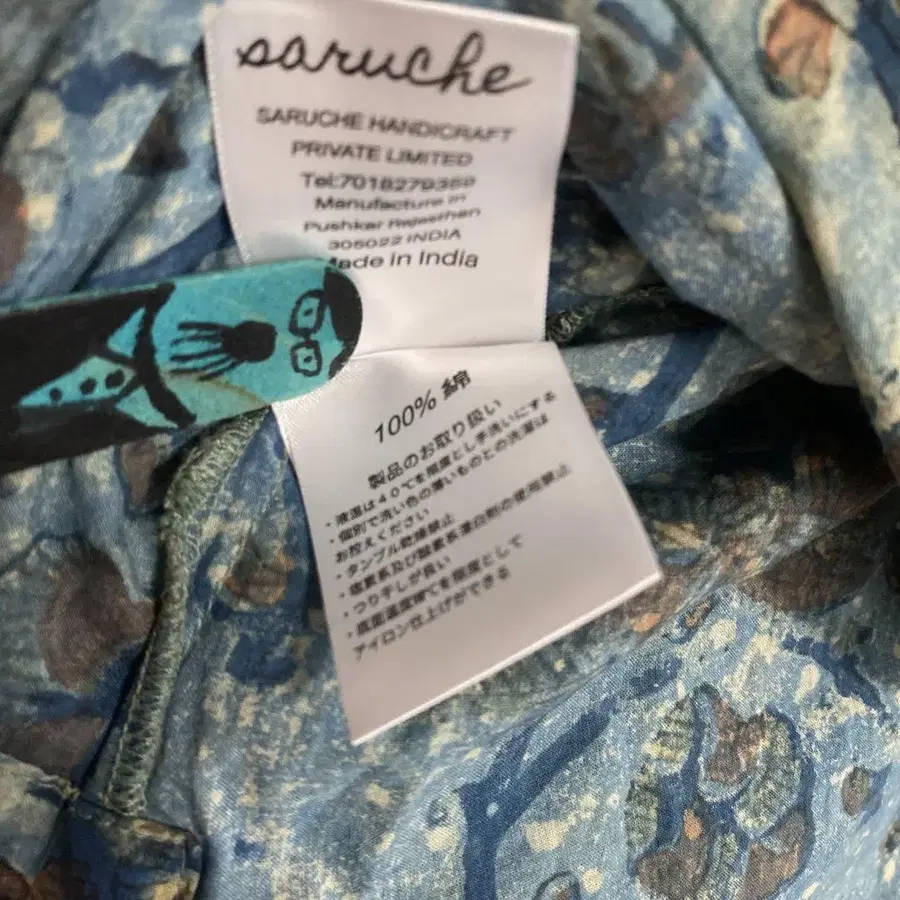 saruche
SARUCHE HANDICRAFT
PRIVATE LIMITED
Tel:7018279369
Manufacture in
Pushkar Rajasthan
305022 INDIA
Made in India
100% 綿
製品のお取り扱い
・液温は40℃を限度とし手洗いにする
・個別で洗い色の薄いものとの洗濯は
お控えください
・タンブル乾燥禁止
・塩素系及び酸素系漂白剤の使用禁止
・つり干しが良い
・底面温度 を限度として
アイロン仕上げができる